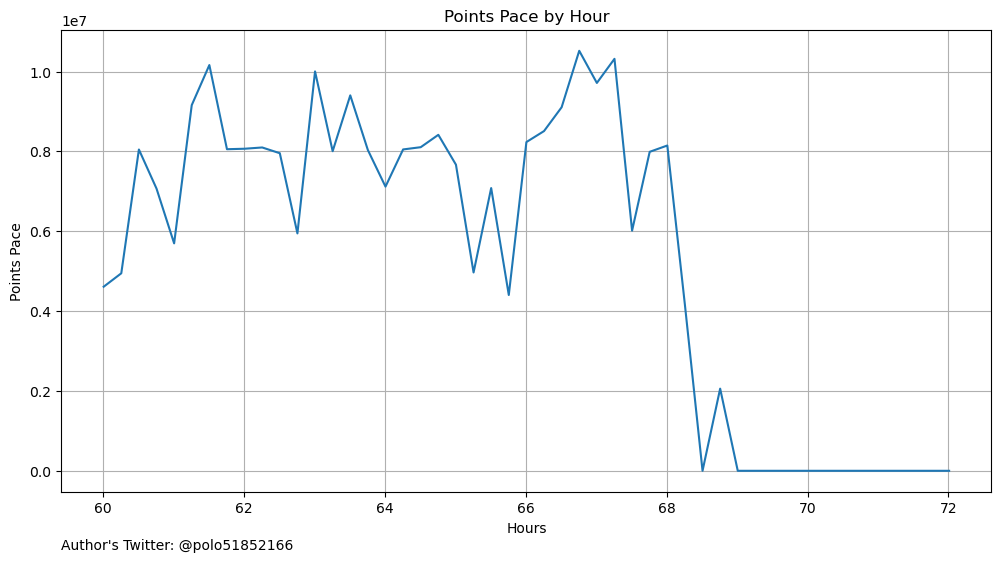 Points Pace by Hour
1e7
1.0
0.8
0.6
0.4
0.2
0.0
Points Pace
60 62 64 66 68 70 72
Hours
Author's Twitter: @polo51852166